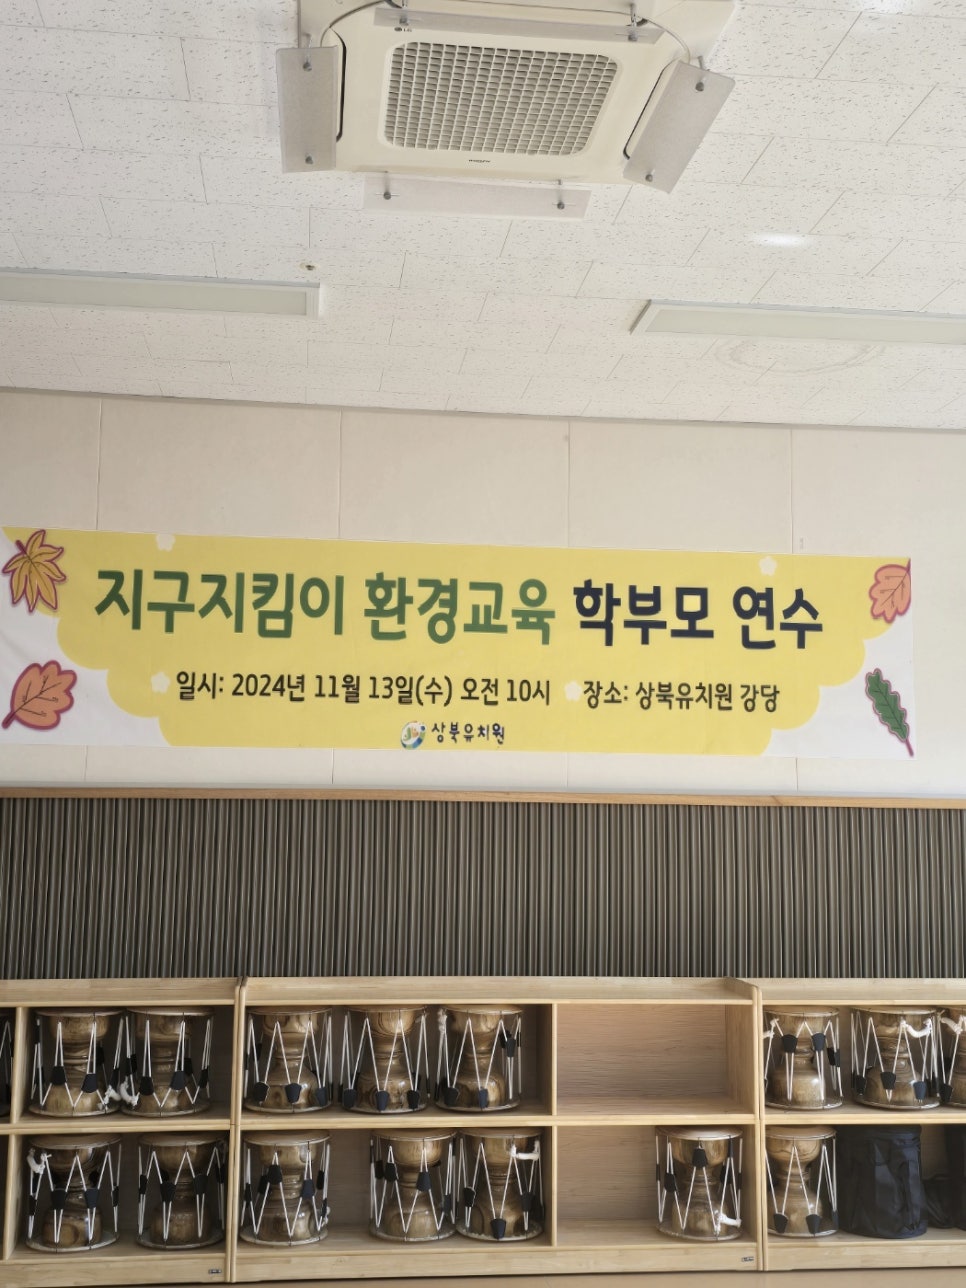 LG
지구지킴이 환경교육 학부모 연수
일시: 2024년 11월 13일(수) 오전 10시 장소: 상북유치원 강당
상북유치원